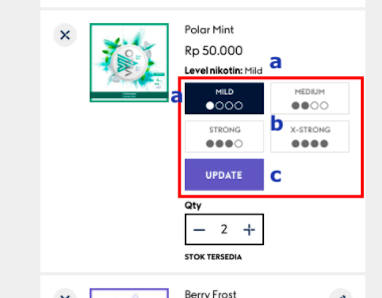 Polar Mint
Rp 50.000
a
Level nikotin: Mild
a
MILD
MEDIUM
b
STRONG
X-STRONG
UPDATE
c
Qty
2
STOK TERSEDIA
Berry Frost